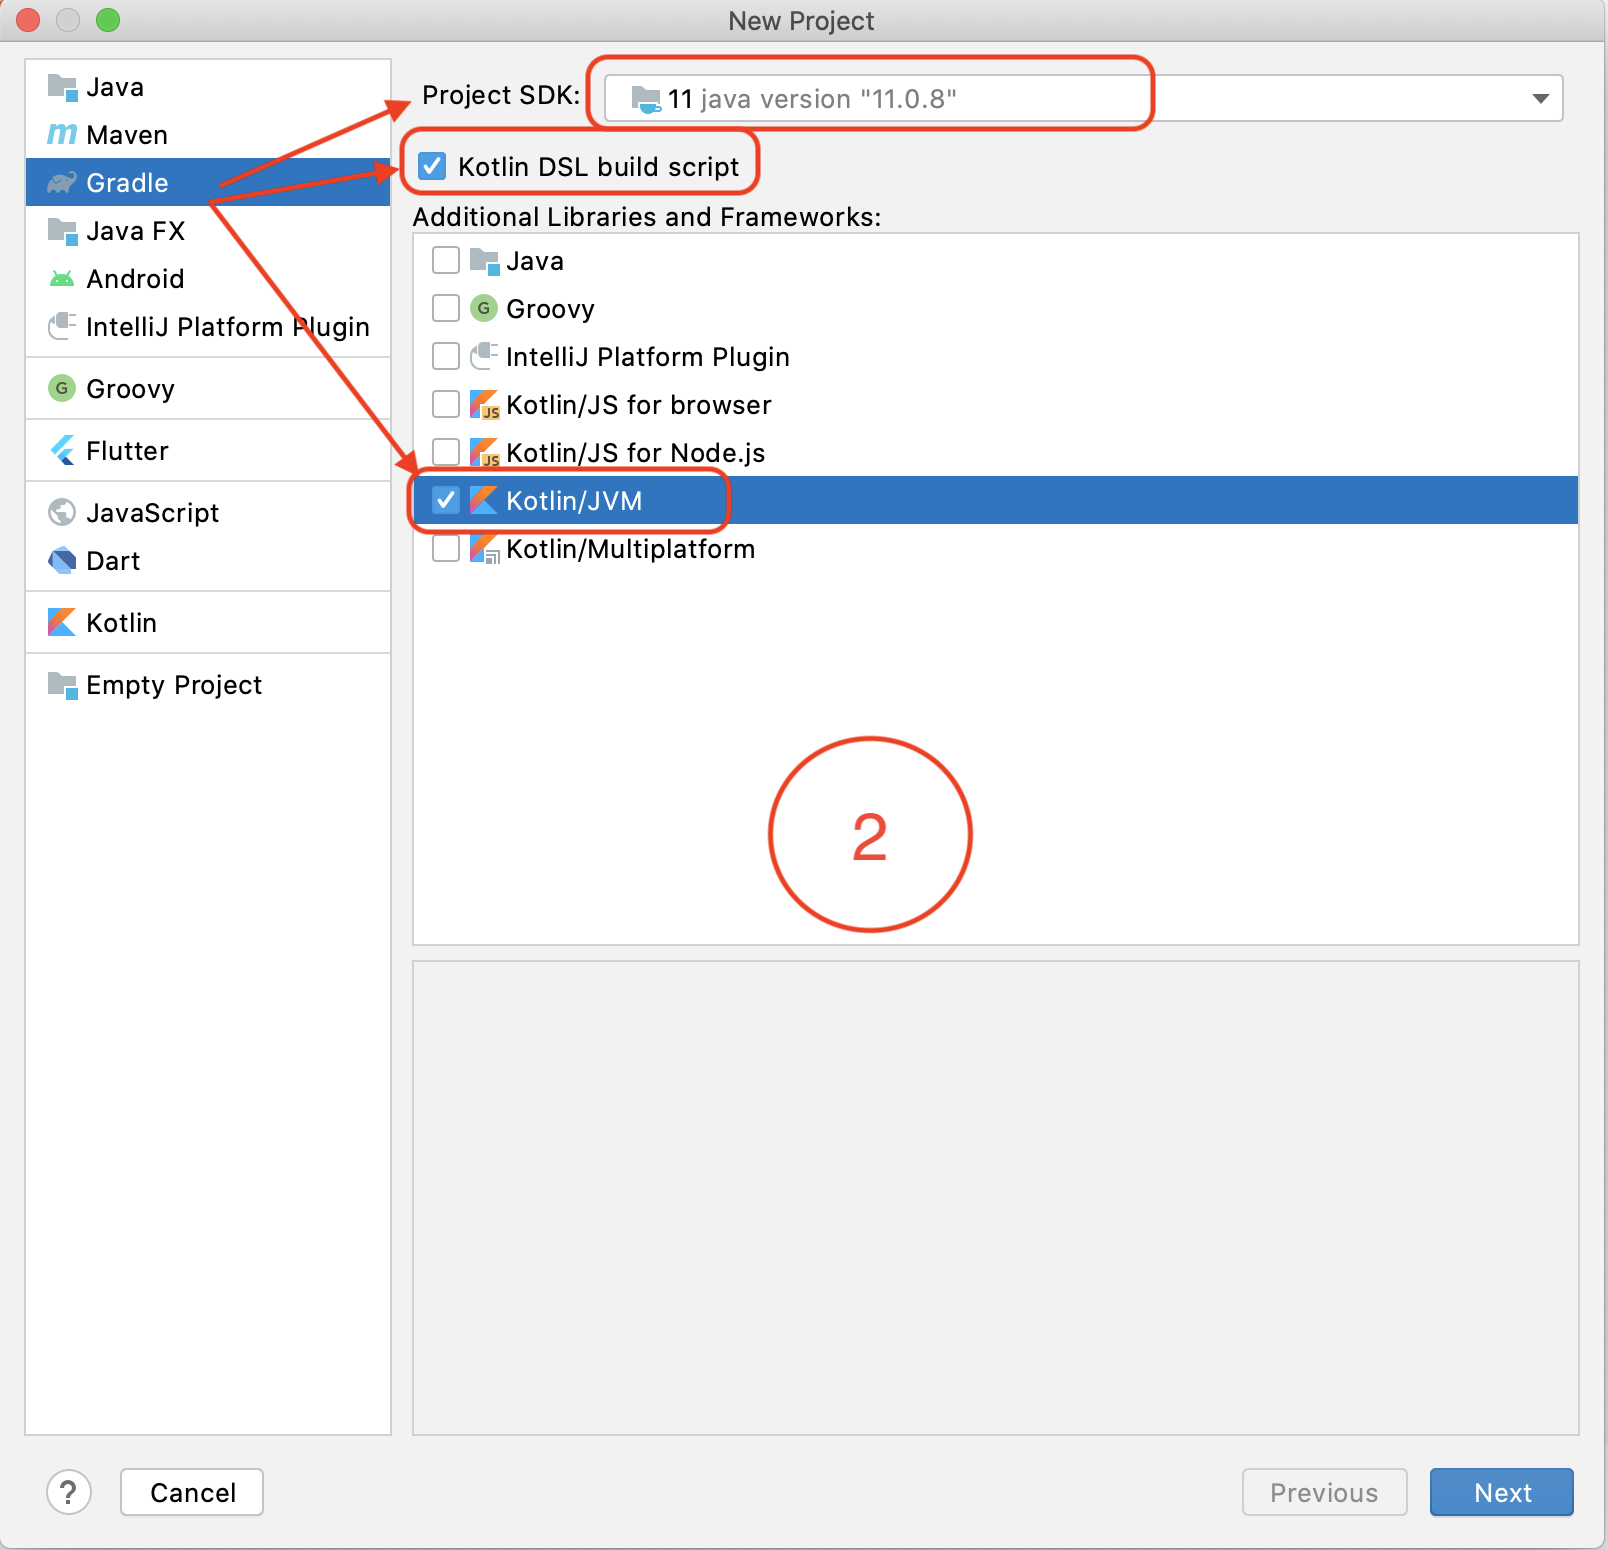 New Project
Java
Maven
Gradle
Java FX
Android
IntelliJ Platform Plugin
Groovy
Flutter
JavaScript
Dart
Kotlin
Empty Project
Project SDK: 11 java version "11.0.8"
Kotlin DSL build script
Additional Libraries and Frameworks:
Java
G Groovy
IntelliJ Platform Plugin
JS Kotlin/JS for browser
JS Kotlin/JS for Node.js
Kotlin/JVM
Kotlin/Multiplatform
2
? Cancel Previous Next